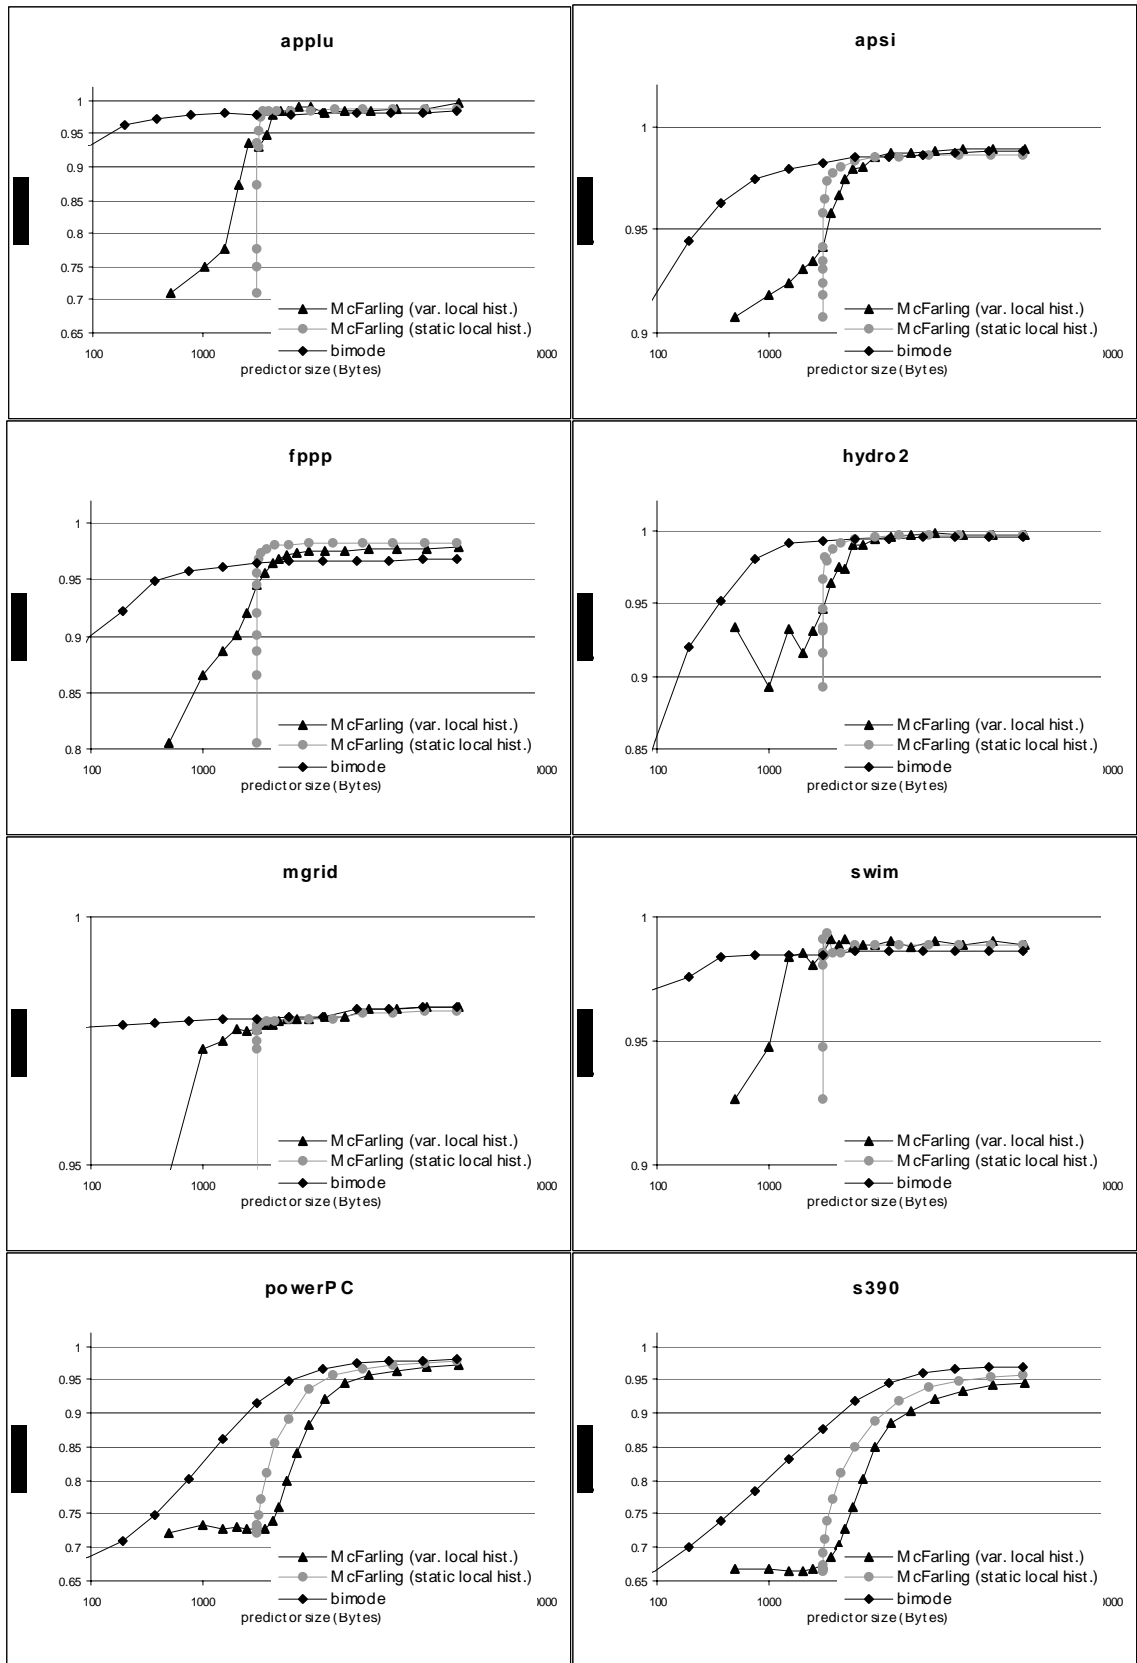 applu
1
0.95
0.9
0.85
0.8
0.75
0.7
0.65
McFarling (var. local hist.)
McFarling (static local hist.)
bimode
100 1000 0000
predictor size (Bytes)
apsi
1
0.95
0.9
McFarling (var. local hist.)
McFarling (static local hist.)
bimode
100 1000 0000
predictor size (Bytes)
fppp
1
0.95
0.9
0.85
0.8
McFarling (var. local hist.)
McFarling (static local hist.)
bimode
100 1000 0000
predictor size (Bytes)
hydro2
1
0.95
0.9
0.85
McFarling (var. local hist.)
McFarling (static local hist.)
bimode
100 1000 0000
predictor size (Bytes)
mgrid
1
0.95
McFarling (var. local hist.)
McFarling (static local hist.)
bimode
100 1000 0000
predictor size (Bytes)
swim
1
0.95
0.9
McFarling (var. local hist.)
McFarling (static local hist.)
bimode
100 1000 0000
predictor size (Bytes)
powerPC
1
0.95
0.9
0.85
0.8
0.75
0.7
0.65
McFarling (var. local hist.)
McFarling (static local hist.)
bimode
100 1000 0000
predictor size (Bytes)
s390
1
0.95
0.9
0.85
0.8
0.75
0.7
0.65
McFarling (var. local hist.)
McFarling (static local hist.)
bimode
100 1000 0000
predictor size (Bytes)